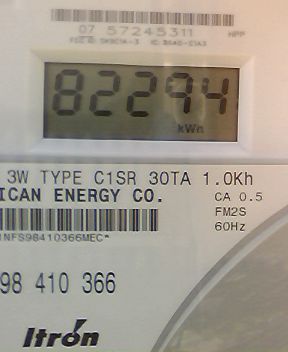 07 57245311
82294
kWh
3W TYPE C1SR 30TA 1.0Kh
ICAN ENERGY CO.
CA 0.5
FM2S
60Hz
NFS98410366MEC*
98 410 366
Itron